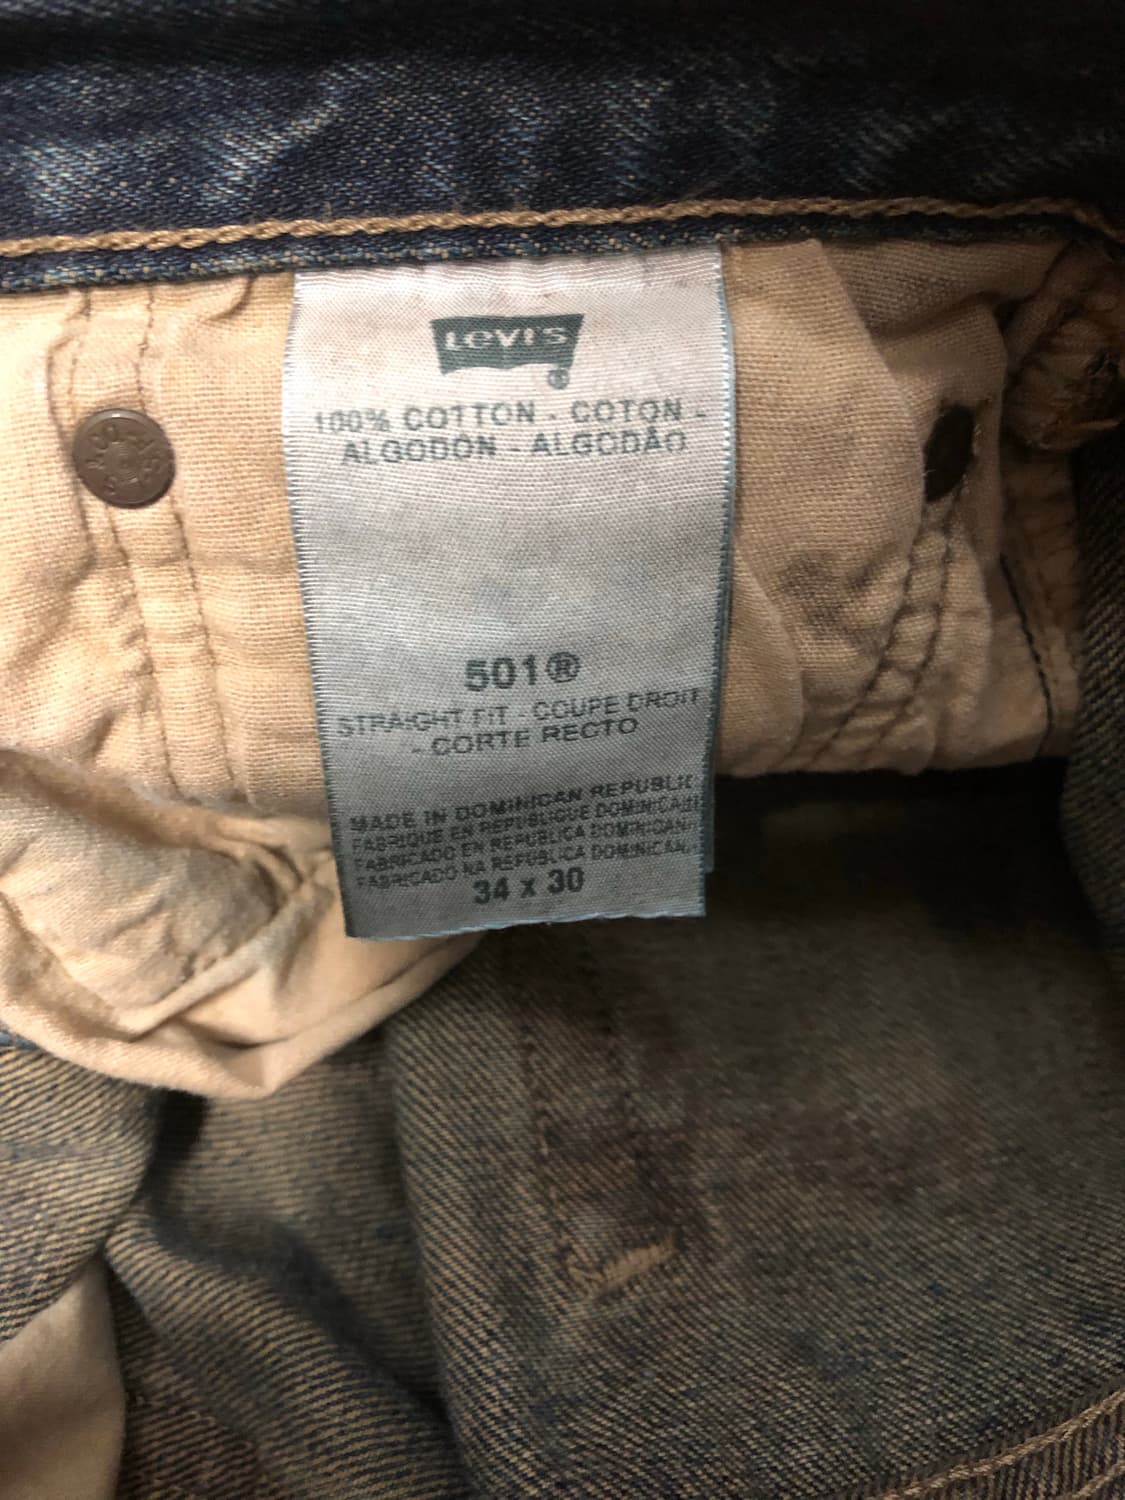 Levi's
100% COTTON - COTON -
ALGODÓN - ALGODÃO
501®
STRAIGHT FIT - COUPE DROIT
- CORTE RECTO
MADE IN DOMINICAN REPUBLIC
FABRIQUE EN REPUBLIQUE DOMINICAINE
FABRICADO EN REPUBLICA DOMINICANA
FABRICADO NA REPÚBLICA DOMINICANA
34 x 30